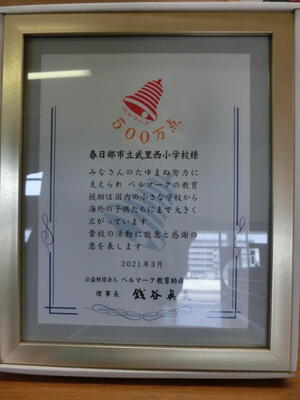 ベルマーク
500万点
春日部市立武里西小学校様
みなさんのたゆまぬ努力に
支えられ ベルマークの教育
援助は国内の小さな学校から
海外の子供たちにまで大きく
広がっています
貴校の活動に敬意と感謝の
意を表します
2021年3月
公益財団法人 ベルマーク教育助成
理事長 銭谷眞